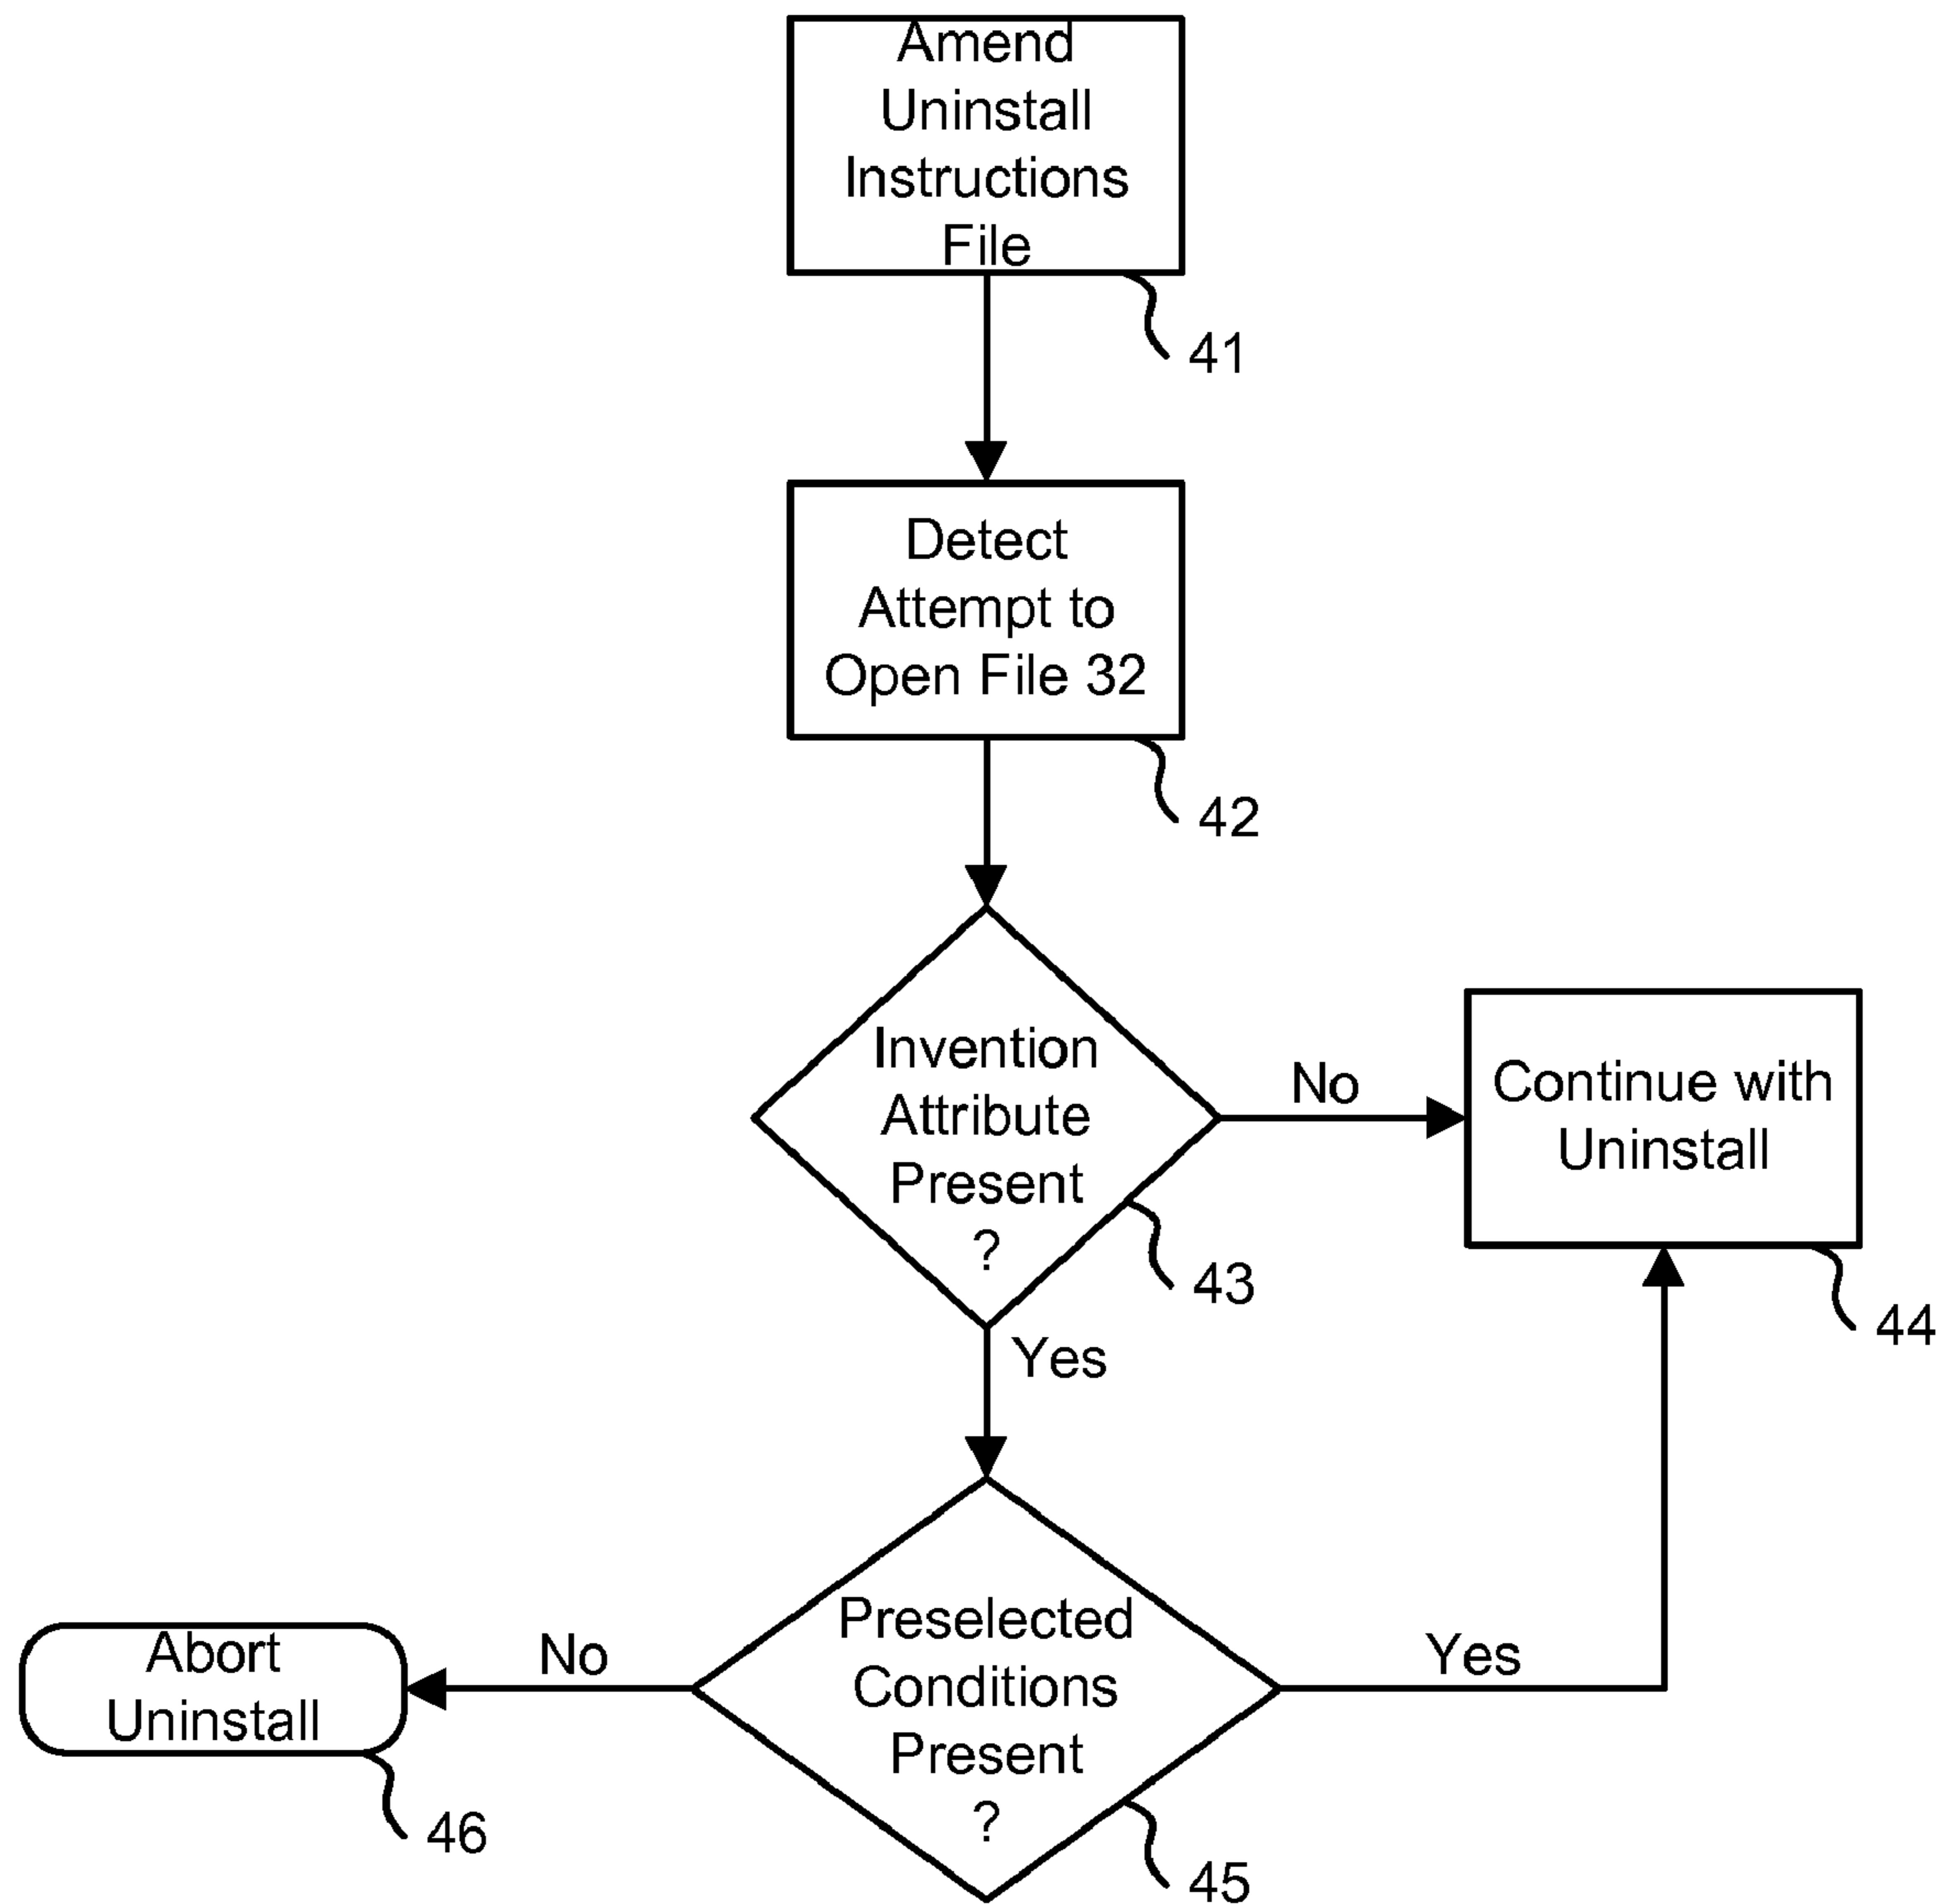 Amend
Uninstall
Instructions
File
41
Detect
Attempt to
Open File 32
42
Invention
Attribute
Present
?
43
No
Continue with
Uninstall
44
Yes
Preselected
Conditions
Present
?
45
Yes
No
Abort
Uninstall
46